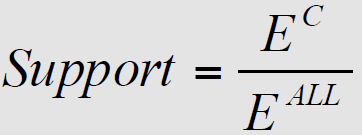 Support = E^C / E^ALL